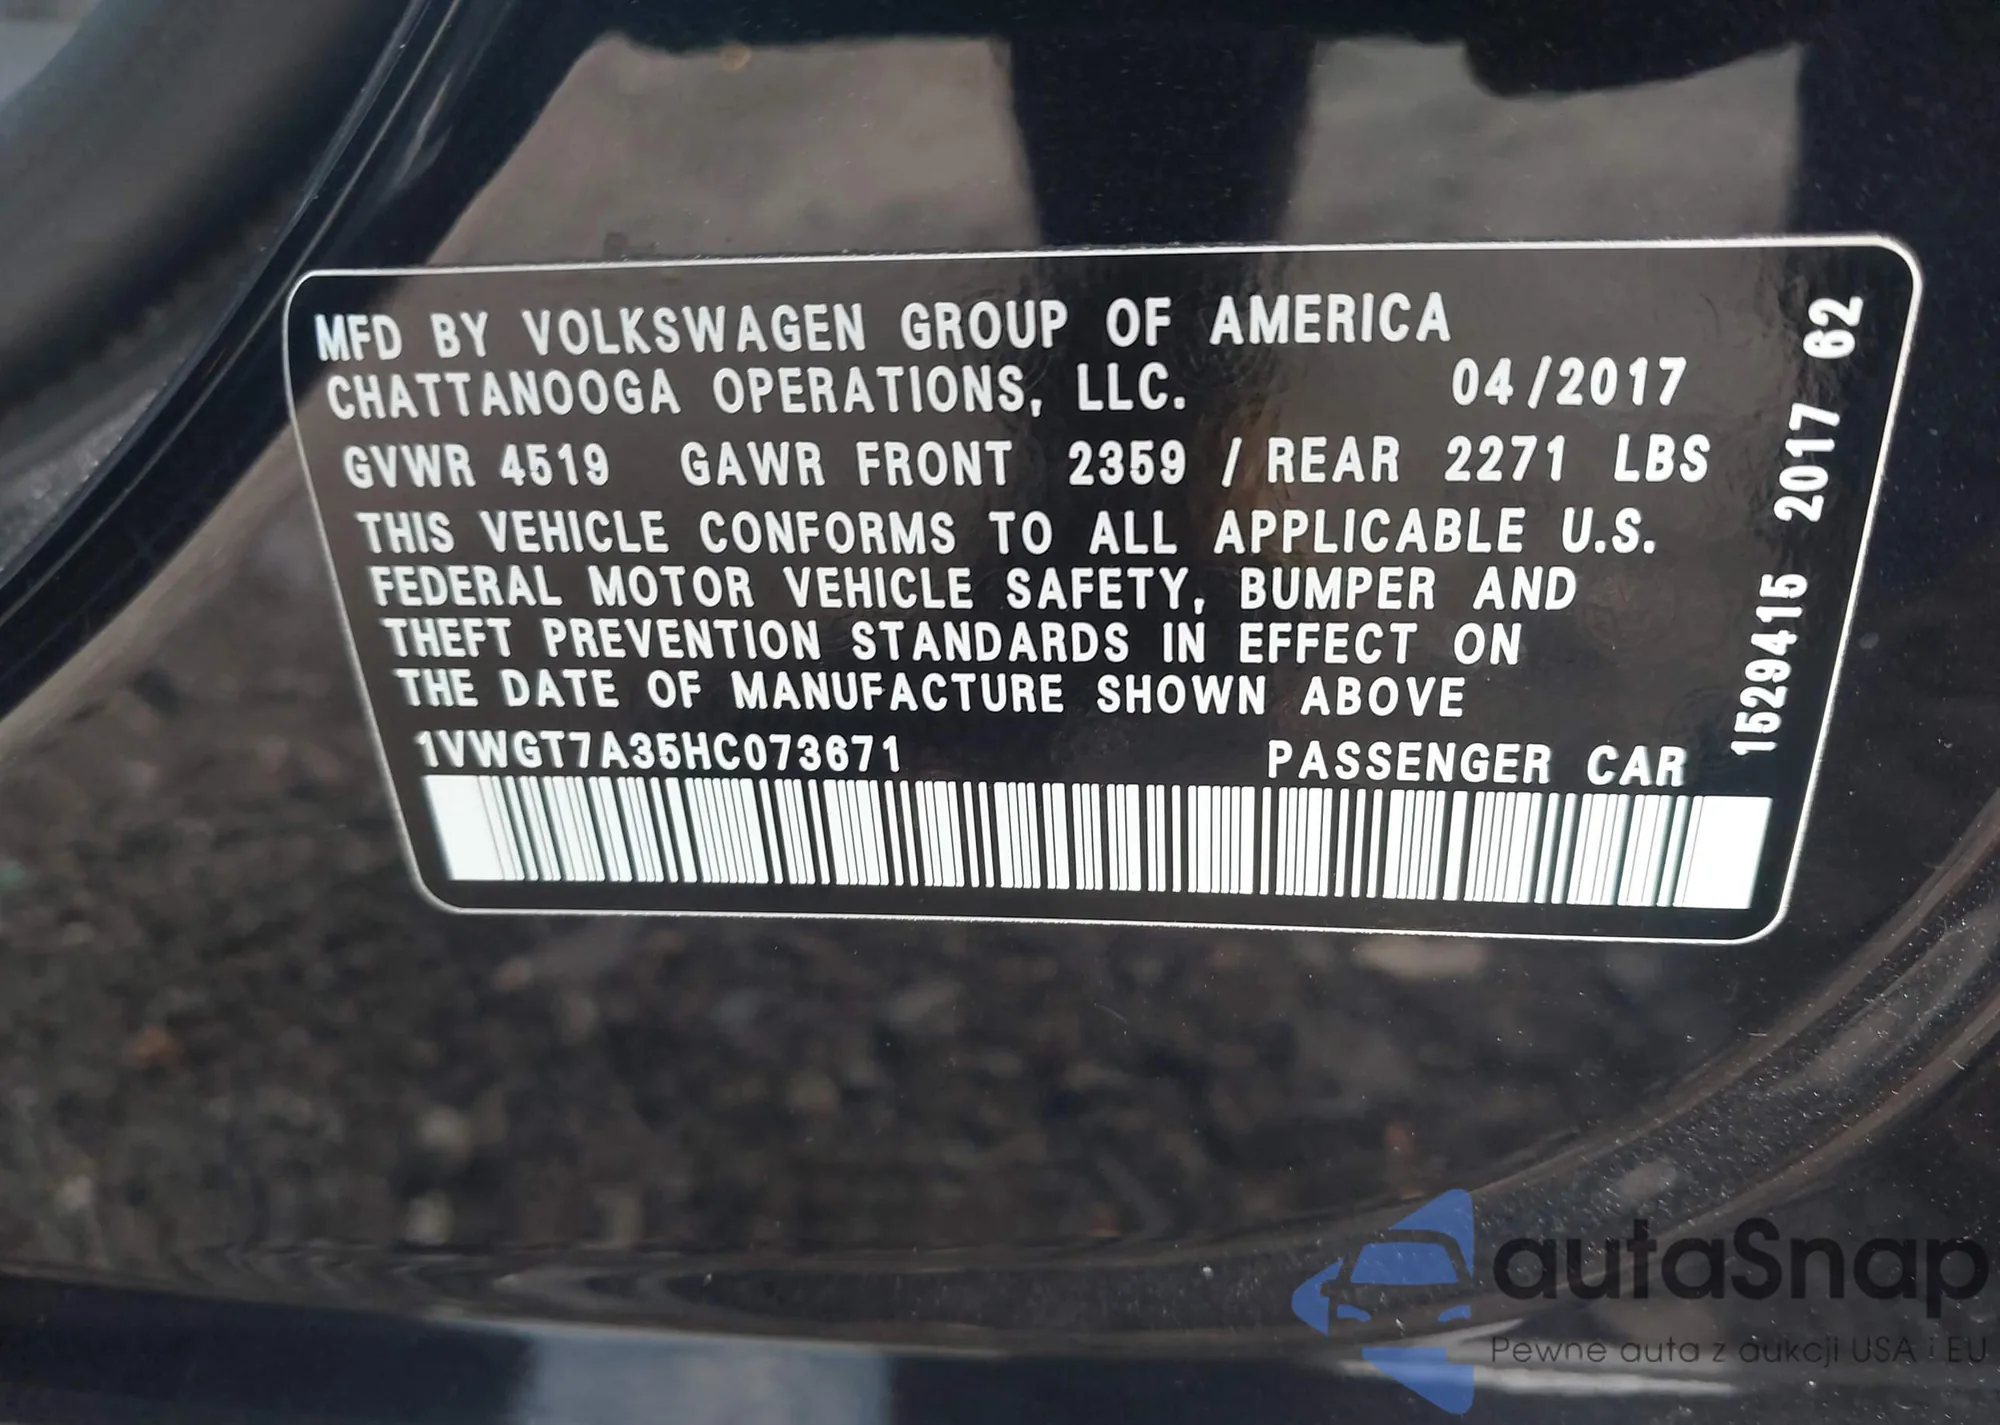 MFD BY VOLKSWAGEN GROUP OF AMERICA
CHATTANOOGA OPERATIONS, LLC. 04/2017
GVWR 4519 GAWR FRONT 2359 / REAR 2271 LBS
THIS VEHICLE CONFORMS TO ALL APPLICABLE U.S.
FEDERAL MOTOR VEHICLE SAFETY, BUMPER AND
THEFT PREVENTION STANDARDS IN EFFECT ON
THE DATE OF MANUFACTURE SHOWN ABOVE
1VWGT7A35HC073671 PASSENGER CAR
1529415 2017 62
autaSnap
Pewne auta z aukcji USA i EU